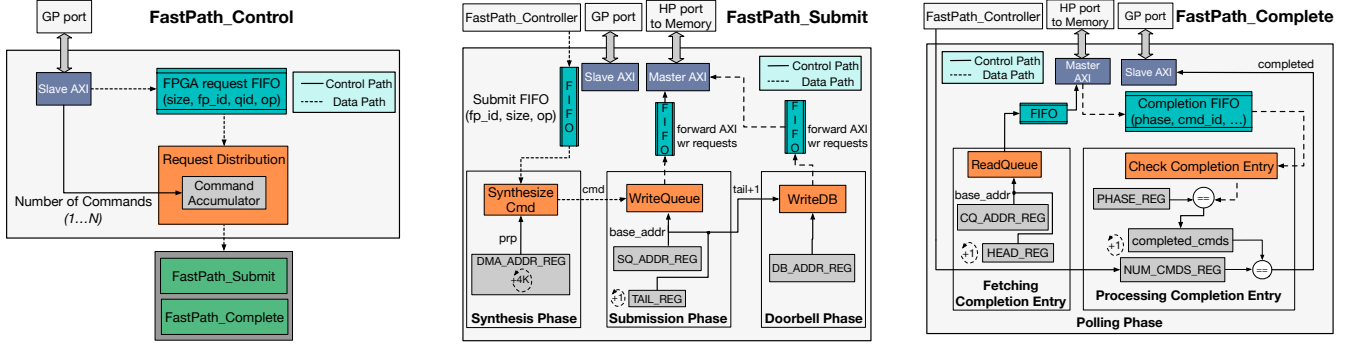 FastPath_Control
GP port
Slave AXI
FPGA request FIFO
(size, fp_id, qid, op)
Control Path
Data Path
Request Distribution
Command
Accumulator
Number of Commands
(1...N)
FastPath_Submit
FastPath_Complete
FastPath_Submit
FastPath_Controller
GP port
HP port
to Memory
Slave AXI
Master AXI
Control Path
Data Path
Submit FIFO
(fp_id, size, op)
FIFO
FIFO
forward AXI
wr requests
FIFO
forward AXI
wr requests
Synthesize
Cmd
cmd
WriteQueue
tail+1
WriteDB
prp
base_addr
DMA_ADDR_REG
+4K
SQ_ADDR_REG
+1
TAIL_REG
DB_ADDR_REG
Synthesis Phase
Submission Phase
Doorbell Phase
FastPath_Complete
FastPath_Controller
HP port
to Memory
GP port
Control Path
Data Path
Master
AXI
Slave AXI
completed
FIFO
Completion FIFO
(phase, cmd_id, ...)
ReadQueue
Check Completion Entry
base_addr
CQ_ADDR_REG
+1
HEAD_REG
PHASE_REG
==
+1
completed_cmds
NUM_CMDS_REG
==
Fetching
Completion Entry
Processing Completion Entry
Polling Phase